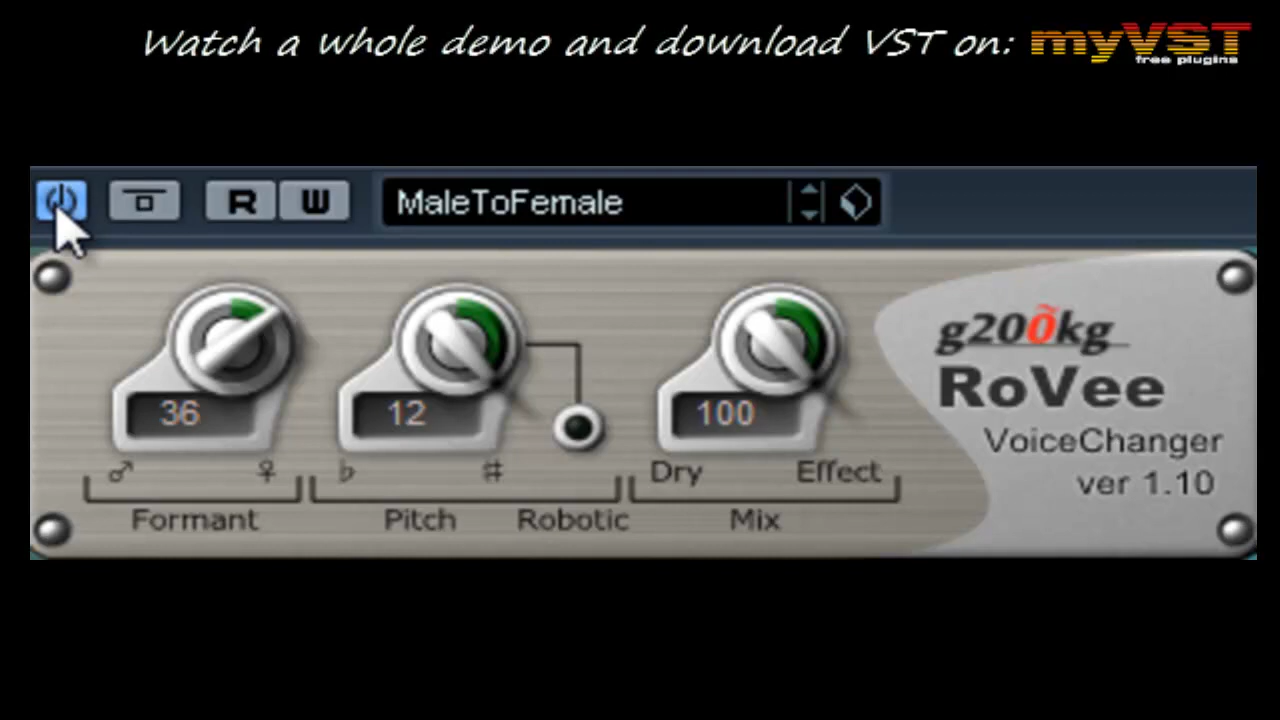 Watch a whole demo and download VST on: myVST
free plugins
R W MaleToFemale
g200kg
RoVee
VoiceChanger
ver 1.10
36 12 100
♂ ♀ ♭ ♯ Dry Effect
Formant Pitch Robotic Mix